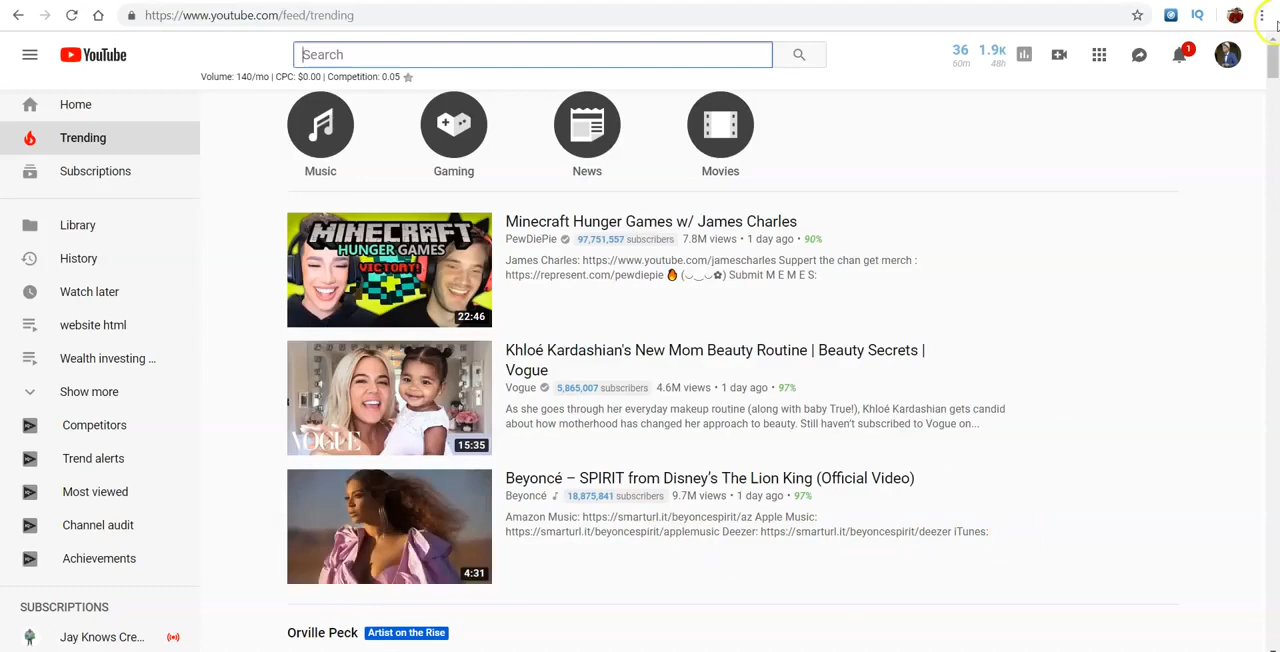 https://www.youtube.com/feed/trending
IQ
YouTube
Search
36 60m
1.9K 48h
1
Volume: 140/mo | CPC: $0.00 | Competition: 0.05
Home
Trending
Subscriptions
Library
History
Watch later
website html
Wealth investing ...
Show more
Competitors
Trend alerts
Most viewed
Channel audit
Achievements
SUBSCRIPTIONS
Jay Knows Cre...
Music
Gaming
News
Movies
MINECRAFT
HUNGER GAMES
VICTORY!
22:46
Minecraft Hunger Games w/ James Charles
PewDiePie 97,751,557 subscribers 7.8M views • 1 day ago • 90%
James Charles: https://www.youtube.com/jamescharles Suppert the chan get merch :
https://represent.com/pewdiepie 🔥 (◡‿◡✿) Submit M E M E S:
VOGUE
15:35
Khloé Kardashian's New Mom Beauty Routine | Beauty Secrets |
Vogue
Vogue 5,865,007 subscribers 4.6M views • 1 day ago • 97%
As she goes through her everyday makeup routine (along with baby True!), Khloé Kardashian gets candid
about how motherhood has changed her approach to beauty. Still haven't subscribed to Vogue on...
4:31
Beyoncé – SPIRIT from Disney's The Lion King (Official Video)
Beyoncé 18,875,841 subscribers 9.7M views • 1 day ago • 97%
Amazon Music: https://smarturl.it/beyoncespirit/az Apple Music:
https://smarturl.it/beyoncespirit/applemusic Deezer: https://smarturl.it/beyoncespirit/deezer iTunes:
Orville Peck Artist on the Rise